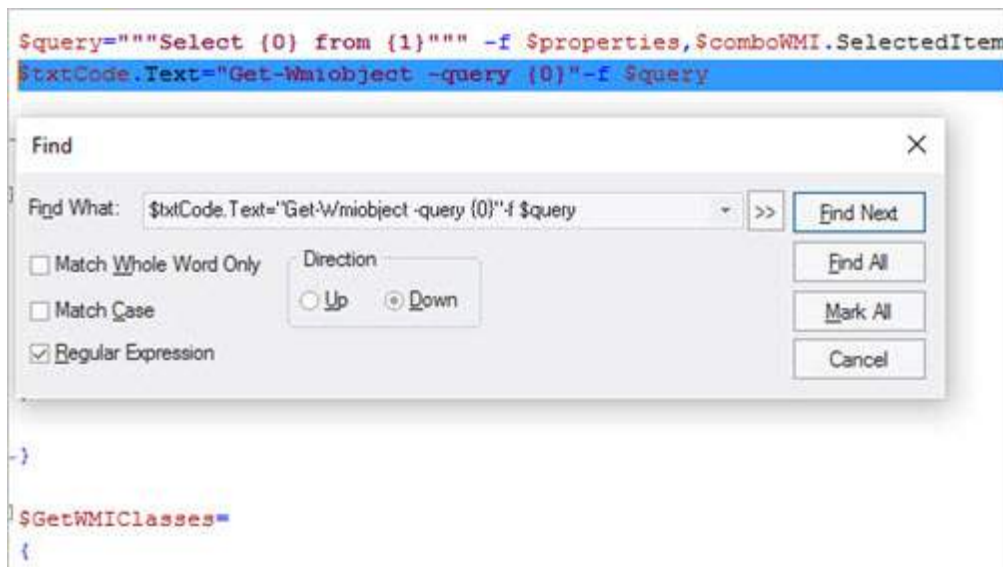 $query="""Select {0} from {1}""" -f $properties,$comboWMI.SelectedItem
$txtCode.Text="Get-Wmiobject -query {0}"-f $query
Find
Find What: $txtCode.Text="Get-Wmiobject -query {0}"-f $query >> Find Next
Match Whole Word Only Direction Find All
Up Down
Match Case Mark All
Regular Expression Cancel
}
$GetWMIClasses=
{